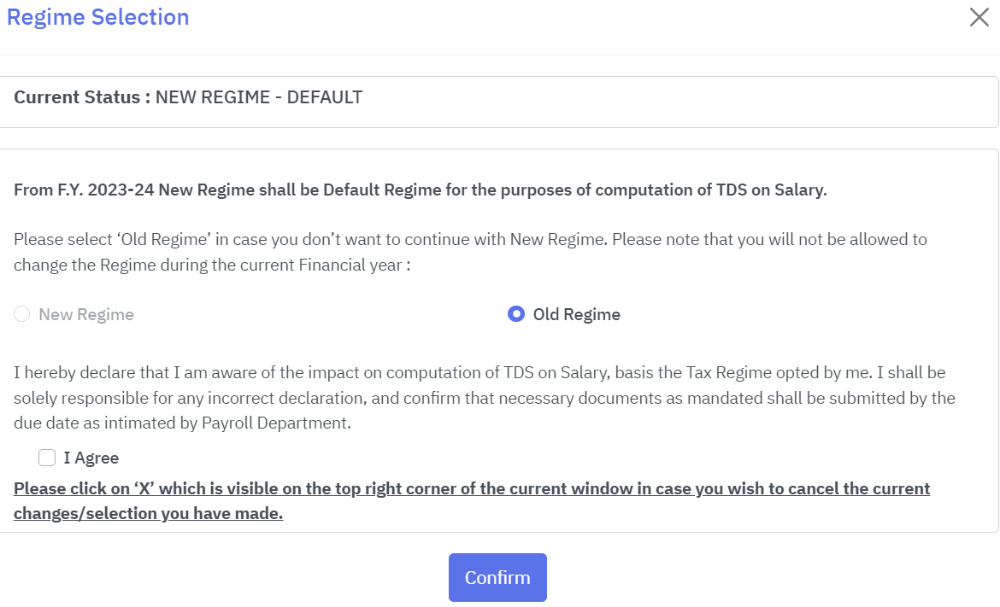 Regime Selection
Current Status : NEW REGIME - DEFAULT
From F.Y. 2023-24 New Regime shall be Default Regime for the purposes of computation of TDS on Salary.
Please select ‘Old Regime’ in case you don’t want to continue with New Regime. Please note that you will not be allowed to
change the Regime during the current Financial year :
New Regime
Old Regime
I hereby declare that I am aware of the impact on computation of TDS on Salary, basis the Tax Regime opted by me. I shall be
solely responsible for any incorrect declaration, and confirm that necessary documents as mandated shall be submitted by the
due date as intimated by Payroll Department.
I Agree
Please click on ‘X’ which is visible on the top right corner of the current window in case you wish to cancel the current
changes/selection you have made.
Confirm